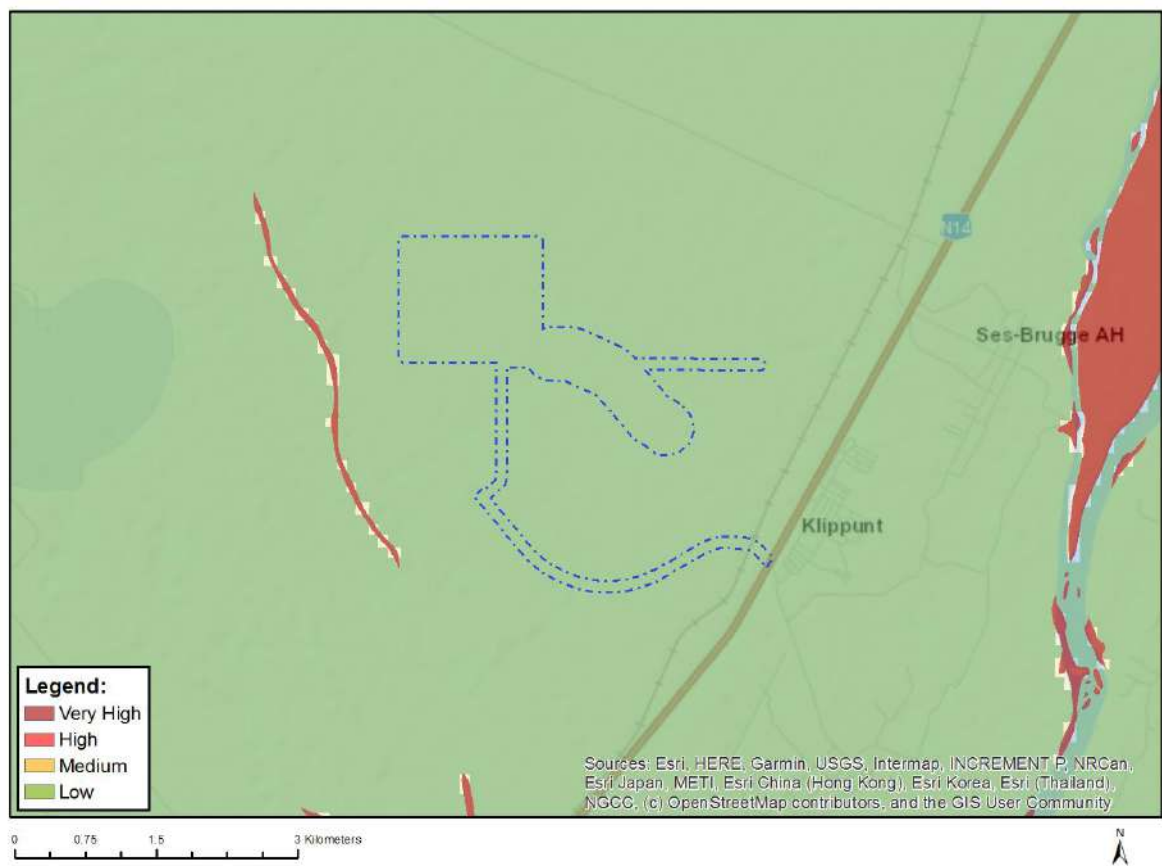 N14
Ses-Brugge AH
Klippunt
Legend:
Very High
High
Medium
Low
Sources: Esri, HERE, Garmin, USGS, Intermap, INCREMENT P, NRCan,
Esri Japan, METI, Esri China (Hong Kong), Esri Korea, Esri (Thailand),
NGCC, (c) OpenStreetMap contributors, and the GIS User Community
0 0.75 1.5 3 Kilometers
N